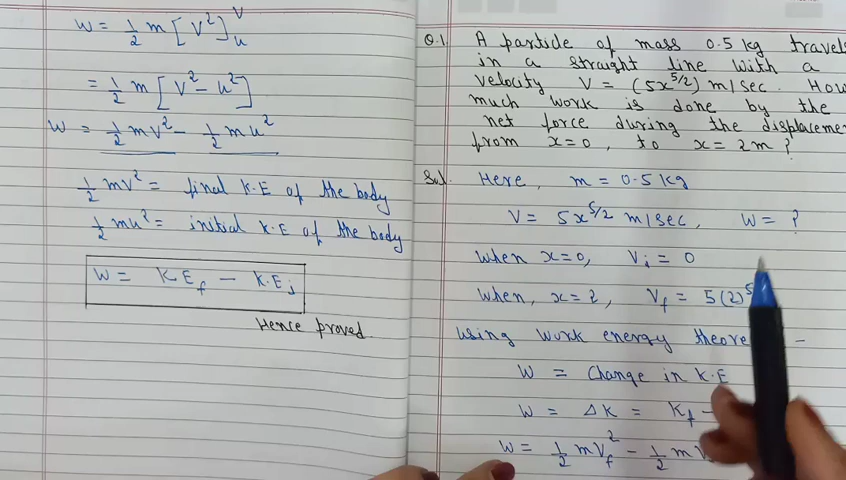 W = 1/2 m [V²]ᵥᵤ
= 1/2 m [V² - u²]
W = 1/2 mv² - 1/2 mu²
1/2 mv² = final K.E of the body
1/2 mu² = initial K.E of the body
W = K.E_f - K.E_i
Hence proved
Q.1 A particle of mass 0.5 kg travels
in a straight line with a
velocity V = (5x^5/2) m/sec. How
much work is done by the
net force during the displaceme
from x=0, to x = 2m ?
Sol. Here, m = 0.5 kg
V = 5x^5/2 m/sec, W = ?
when x=0, V_i = 0
when, x=2, V_f = 5(2)^5
using work energy theore -
W = change in K.E
W = ΔK = K_f -
W = 1/2 mV_f² - 1/2 mV